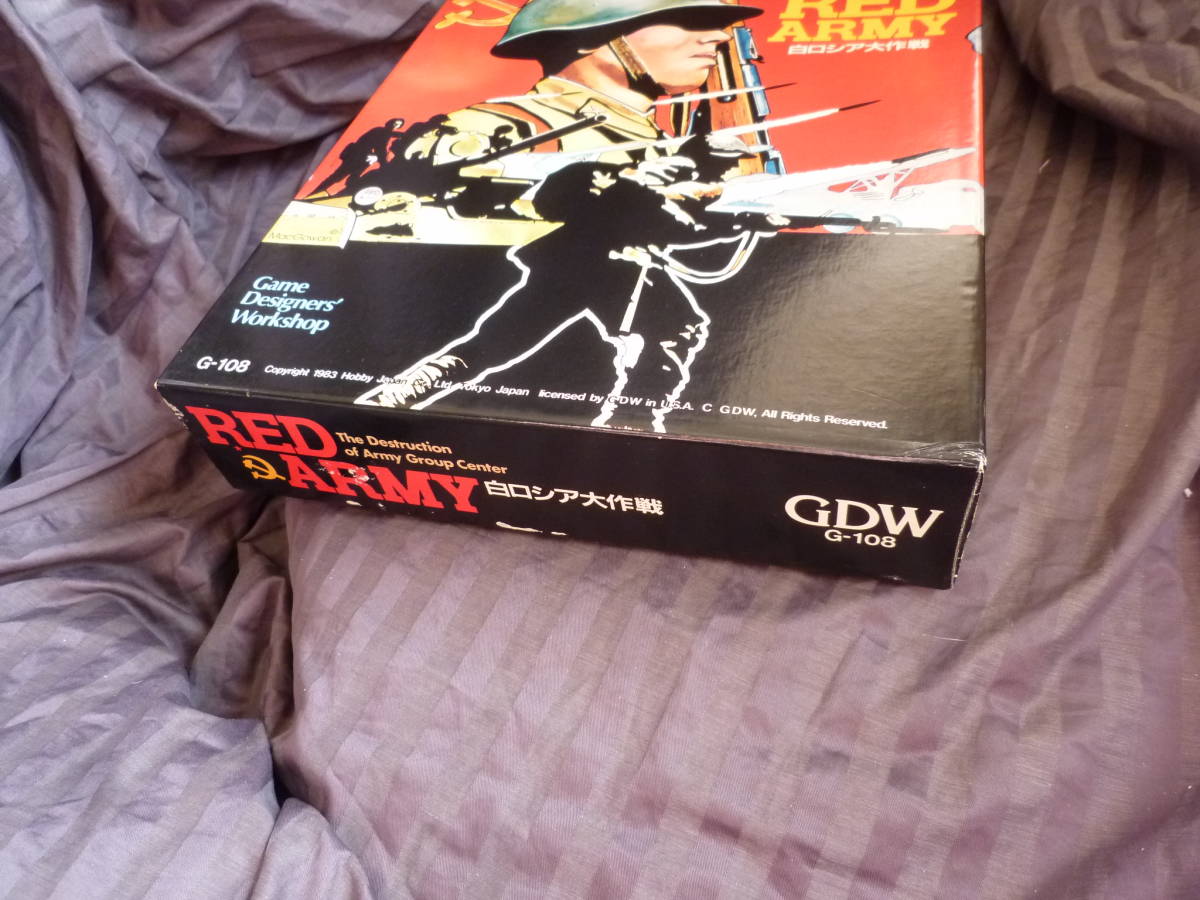 RED
ARMY
白ロシア大作戦
MacGowan
Game
Designers'
Workshop
G-108
Copyright 1983 Hobby Japan Co., Ltd. Tokyo Japan licensed by GDW in U.S.A. C GDW, All Rights Reserved.
RED
ARMY
The Destruction
of Army Group Center
白ロシア大作戦
GDW
G-108